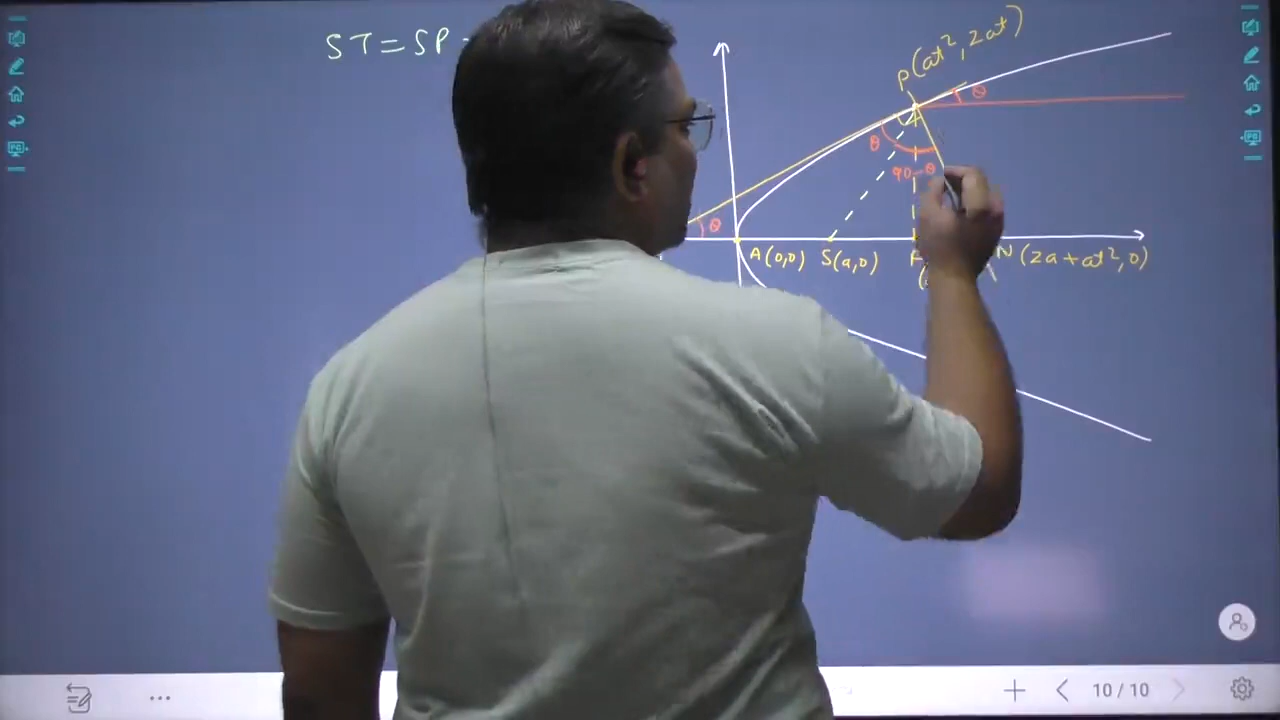 ST = SP
P(at², 2at)
θ
θ
90-θ
θ
A(0,0) S(a,0) N(2a+at²,0)
10 / 10